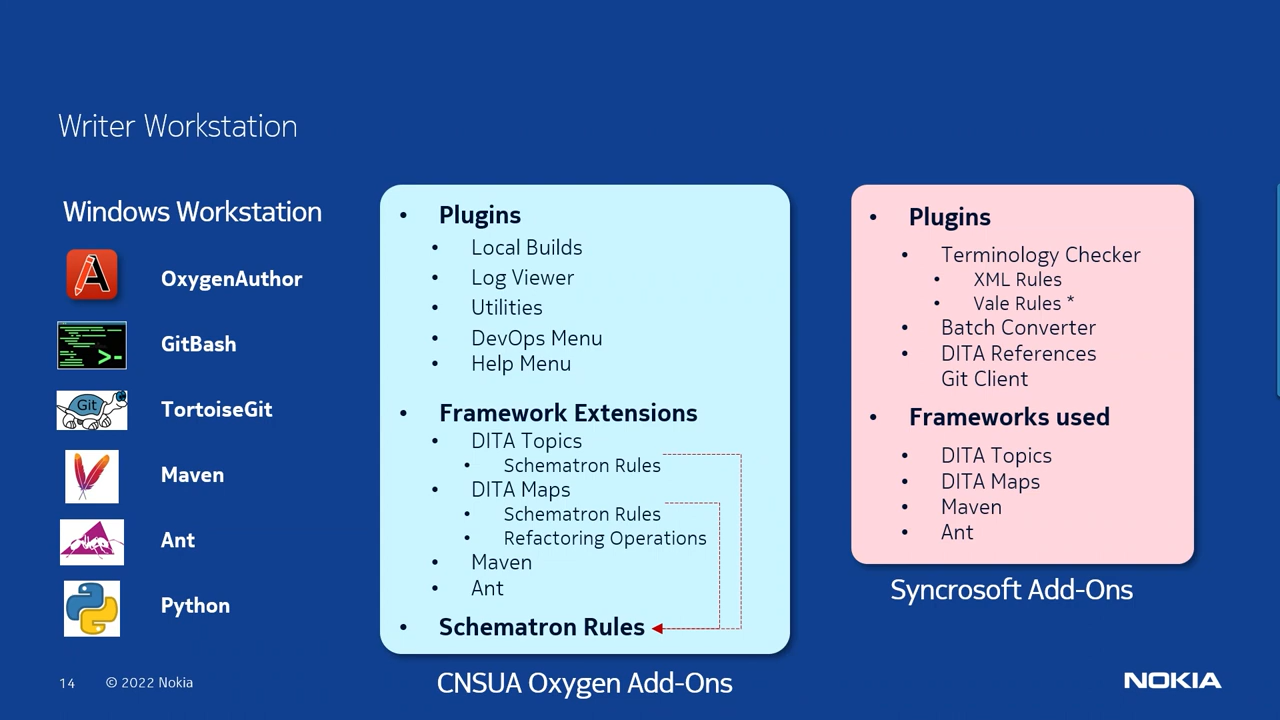 Writer Workstation
Windows Workstation
OxygenAuthor
GitBash
Git
TortoiseGit
Maven
Ant
Python
• Plugins
• Local Builds
• Log Viewer
• Utilities
• DevOps Menu
• Help Menu
• Framework Extensions
• DITA Topics
• Schematron Rules
• DITA Maps
• Schematron Rules
• Refactoring Operations
• Maven
• Ant
• Schematron Rules
CNSUA Oxygen Add-Ons
• Plugins
• Terminology Checker
• XML Rules
• Vale Rules *
• Batch Converter
• DITA References
Git Client
• Frameworks used
• DITA Topics
• DITA Maps
• Maven
• Ant
Syncrosoft Add-Ons
14 © 2022 Nokia
NOKIA